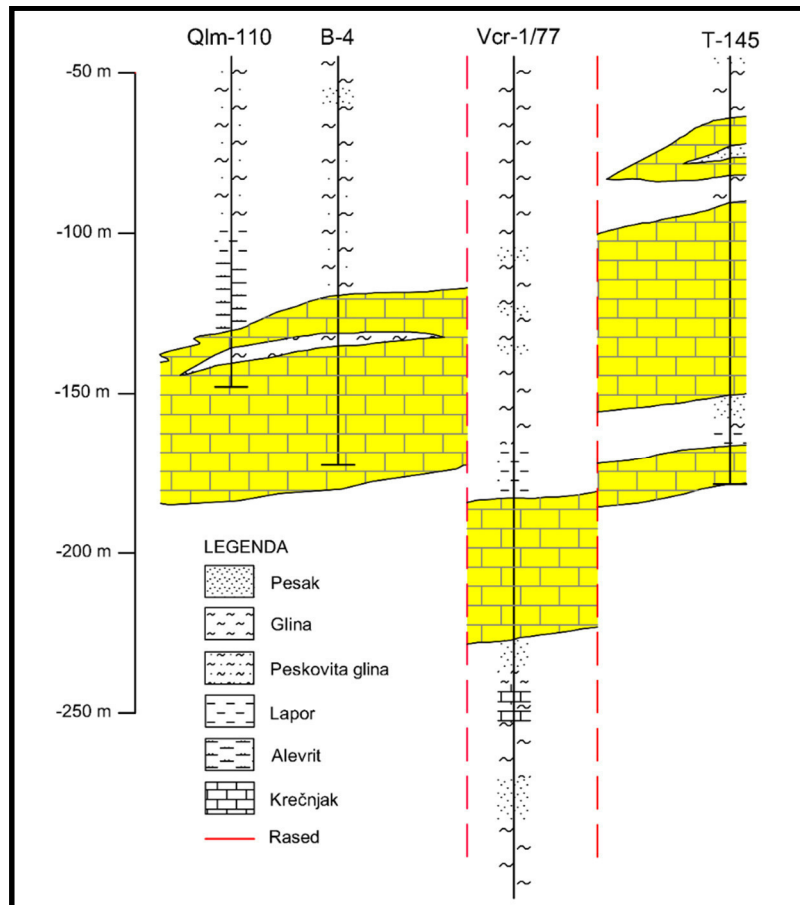 Qlm-110 B-4 Vcr-1/77 T-145
-50 m
-100 m
-150 m
-200 m
-250 m
LEGENDA
Pesak
Glina
Peskovita glina
Lapor
Alevrit
Krečnjak
Rased